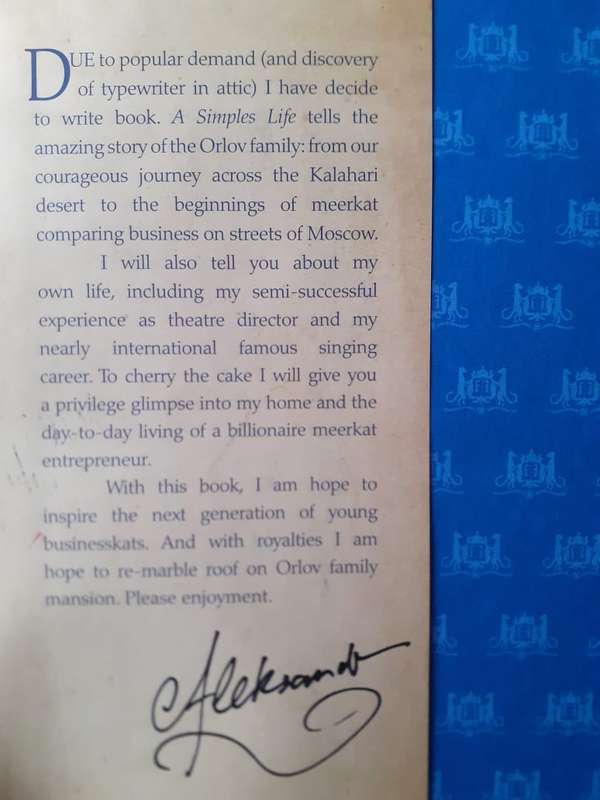 DUE to popular demand (and discovery
of typewriter in attic) I have decide
to write book. A Simples Life tells the
amazing story of the Orlov family: from our
courageous journey across the Kalahari
desert to the beginnings of meerkat
comparing business on streets of Moscow.
I will also tell you about my
own life, including my semi-successful
experience as theatre director and my
nearly international famous singing
career. To cherry the cake I will give you
a privilege glimpse into my home and the
day-to-day living of a billionaire meerkat
entrepreneur.
With this book, I am hope to
inspire the next generation of young
businesskats. And with royalties I am
hope to re-marble roof on Orlov family
mansion. Please enjoyment.
Aleksandr